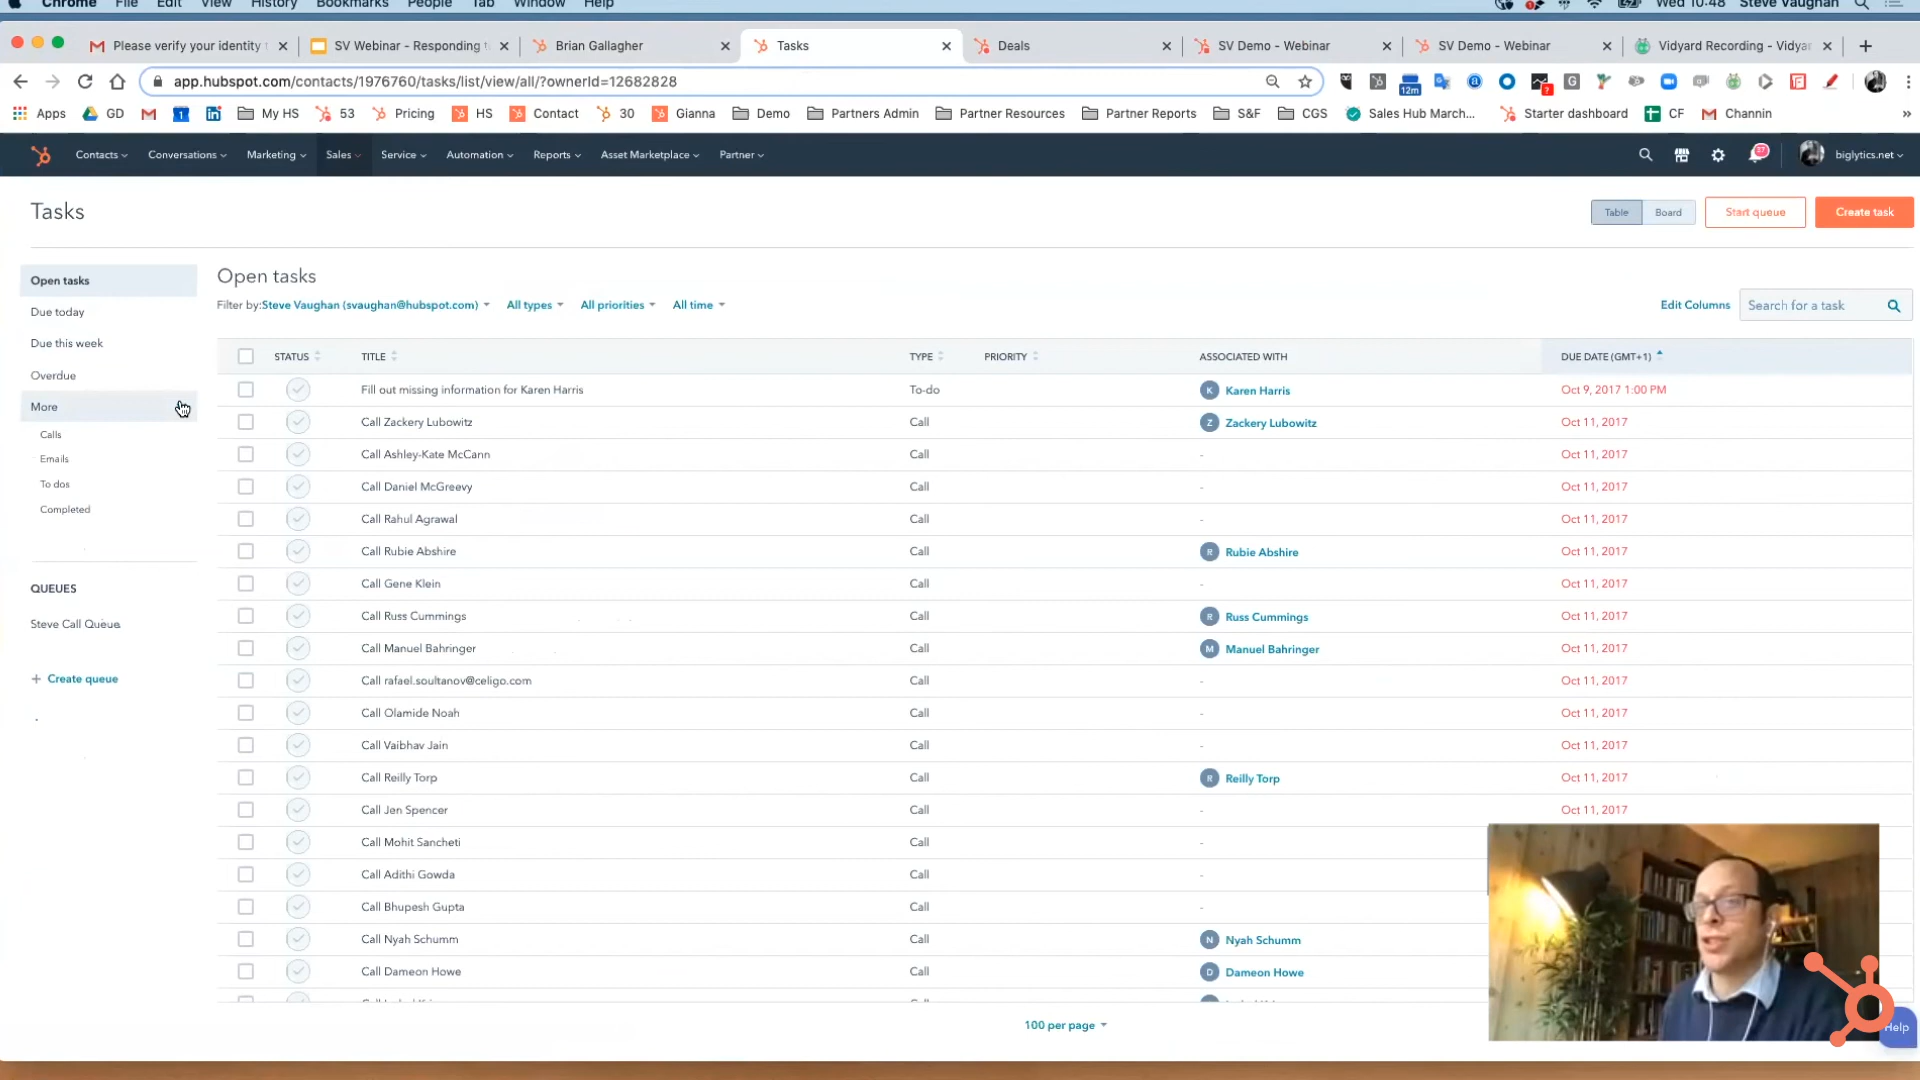 Chrome File Edit View History Bookmarks People Tab Window Help Wed 10:48 Steve Vaughan
Please verify your identity SV Webinar - Responding Brian Gallagher Tasks Deals SV Demo - Webinar SV Demo - Webinar Vidyard Recording - Vidyar
app.hubspot.com/contacts/1976760/tasks/list/view/all/?ownerId=12682828 12m
Apps GD My HS 53 Pricing HS Contact 30 Gianna Demo Partners Admin Partner Resources Partner Reports S&F CGS Sales Hub March... Starter dashboard CF Channin »
Contacts Conversations Marketing Sales Service Automation Reports Asset Marketplace Partner biglytics.net
Tasks Table Board Start queue Create task
Open tasks
Due today
Due this week
Overdue
More
Calls
Emails
To dos
Completed
QUEUES
Steve Call Queue
+ Create queue
Open tasks
Filter by: Steve Vaughan (svaughan@hubspot.com) All types All priorities All time Edit Columns Search for a task
STATUS TITLE TYPE PRIORITY ASSOCIATED WITH DUE DATE (GMT+1)
Fill out missing information for Karen Harris To-do K Karen Harris Oct 9, 2017 1:00 PM
Call Zackery Lubowitz Call Z Zackery Lubowitz Oct 11, 2017
Call Ashley-Kate McCann Call - Oct 11, 2017
Call Daniel McGreevy Call - Oct 11, 2017
Call Rahul Agrawal Call - Oct 11, 2017
Call Rubie Abshire Call R Rubie Abshire Oct 11, 2017
Call Gene Klein Call - Oct 11, 2017
Call Russ Cummings Call R Russ Cummings Oct 11, 2017
Call Manuel Bahringer Call M Manuel Bahringer Oct 11, 2017
Call rafael.soultanov@celigo.com Call - Oct 11, 2017
Call Olamide Noah Call - Oct 11, 2017
Call Vaibhav Jain Call - Oct 11, 2017
Call Reilly Torp Call R Reilly Torp Oct 11, 2017
Call Jen Spencer Call - Oct 11, 2017
Call Mohit Sancheti Call -
Call Adithi Gowda Call -
Call Bhupesh Gupta Call -
Call Nyah Schumm Call N Nyah Schumm
Call Dameon Howe Call D Dameon Howe
100 per page
Help